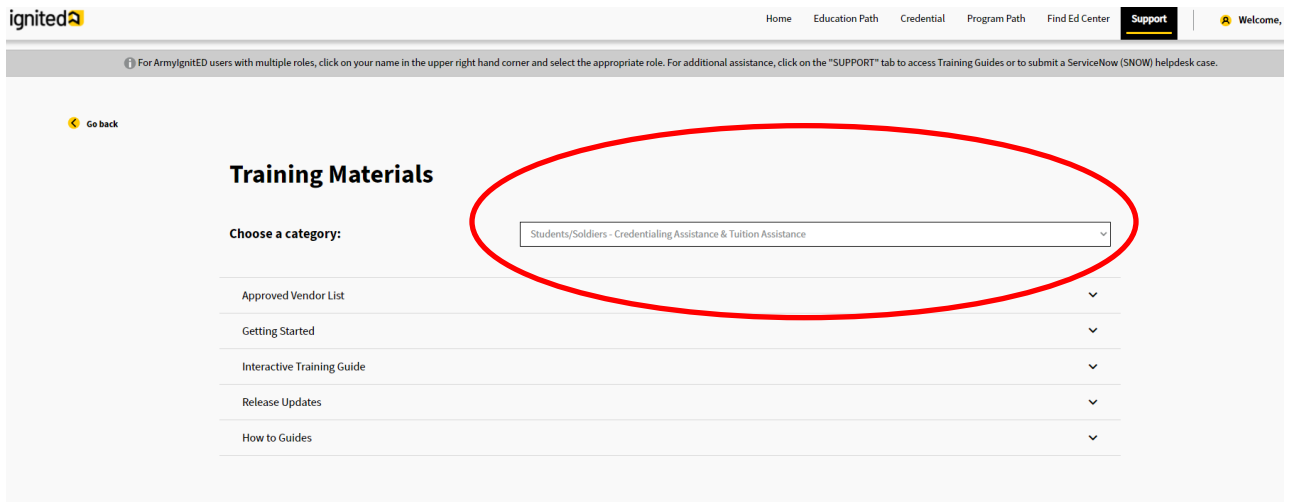 ignited
Home Education Path Credential Program Path Find Ed Center Support Welcome,
For ArmyIgnitED users with multiple roles, click on your name in the upper right hand corner and select the appropriate role. For additional assistance, click on the "SUPPORT" tab to access Training Guides or to submit a ServiceNow (SNOW) helpdesk case.
Go back
Training Materials
Choose a category: Students/Soldiers - Credentialing Assistance & Tuition Assistance
Approved Vendor List
Getting Started
Interactive Training Guide
Release Updates
How to Guides